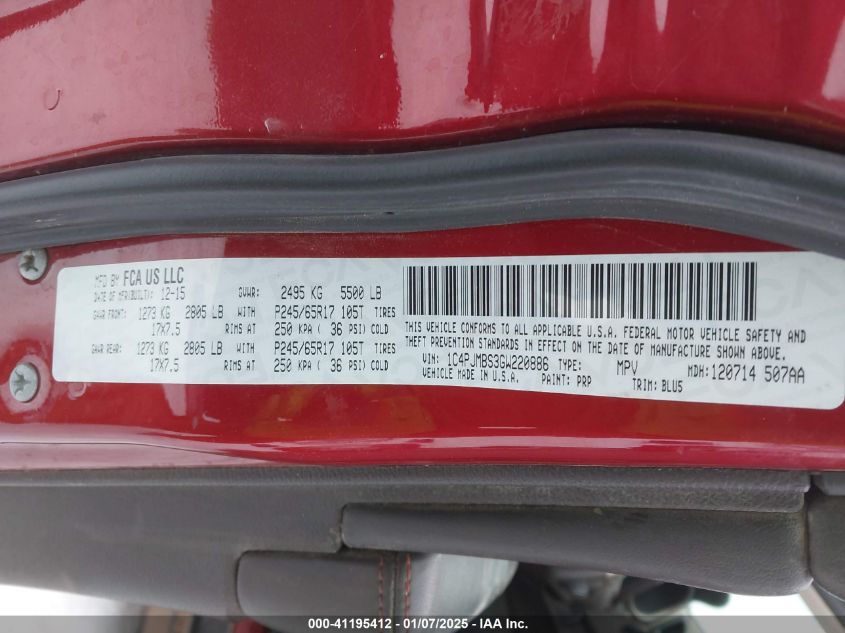 MFD BY FCA US LLC
DATE OF MFR(BUILT): 12-15 GVWR: 2495 KG 5500 LB
GAWR FRONT: 1273 KG 2805 LB WITH P245/65R17 105T TIRES
17X7.5 RIMS AT 250 KPA ( 36 PSI) COLD
GAWR REAR: 1273 KG 2805 LB WITH P245/65R17 105T TIRES
17X7.5 RIMS AT 250 KPA ( 36 PSI) COLD
THIS VEHICLE CONFORMS TO ALL APPLICABLE U.S.A. FEDERAL MOTOR VEHICLE SAFETY AND
THEFT PREVENTION STANDARDS IN EFFECT ON THE DATE OF MANUFACTURE SHOWN ABOVE.
VIN: 1C4PJMBS3GW220886 TYPE: MPV MDH: 120714 507AA
VEHICLE MADE IN U.S.A. PAINT: PRP TRIM: BLU5
000-41195412 - 01/07/2025 - © IAA Inc.